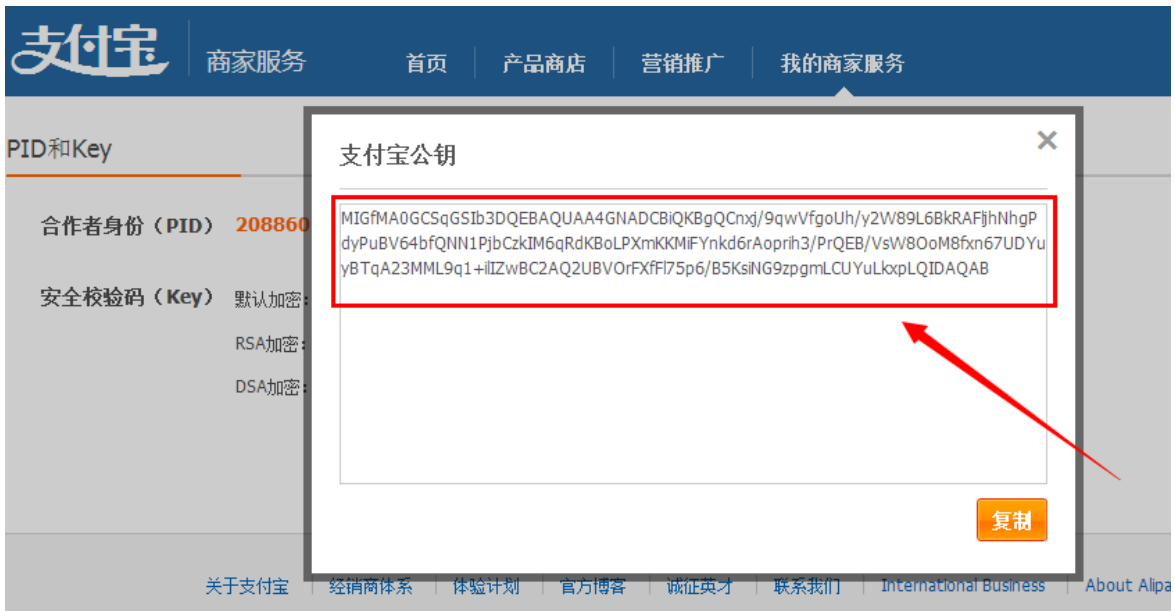 支付宝 商家服务 首页 产品商店 营销推广 我的商家服务
PID和Key
支付宝公钥
合作者身份（PID） 208860
MIGfMA0GCSqGSIb3DQEBAQUAA4GNADCBiQKBgQCnxj/9qwVfgoUh/y2W89L6BkRAFljhNhgP
dyPuBV64bfQNN1PjbCzkIM6qRdKBoLPXmKKMiFYnkd6rAoprih3/PrQEB/VsW8OoM8fxn67UDYu
yBTqA23MML9q1+ilIZwBC2AQ2UBVOrFXfFl75p6/B5KsiNG9zpgmLCUYuLkxpLQIDAQAB
安全校验码（Key） 默认加密：
RSA加密：
DSA加密：
复制
关于支付宝 经销商体系 体验计划 官方博客 诚征英才 联系我们 International Business About Alipa